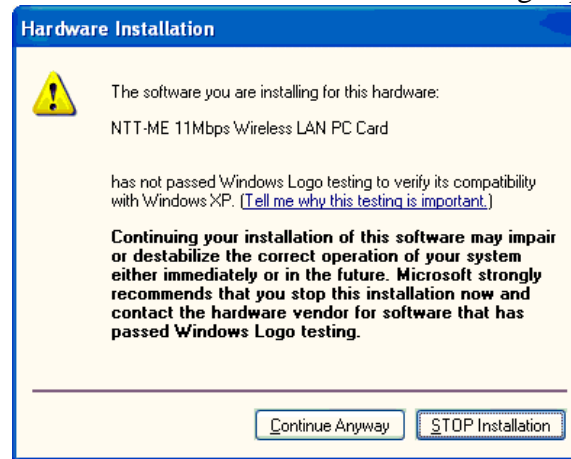 Hardware Installation
The software you are installing for this hardware:
NTT-ME 11Mbps Wireless LAN PC Card
has not passed Windows Logo testing to verify its compatibility
with Windows XP. (Tell me why this testing is important.)
Continuing your installation of this software may impair
or destabilize the correct operation of your system
either immediately or in the future. Microsoft strongly
recommends that you stop this installation now and
contact the hardware vendor for software that has
passed Windows Logo testing.
Continue Anyway
STOP Installation